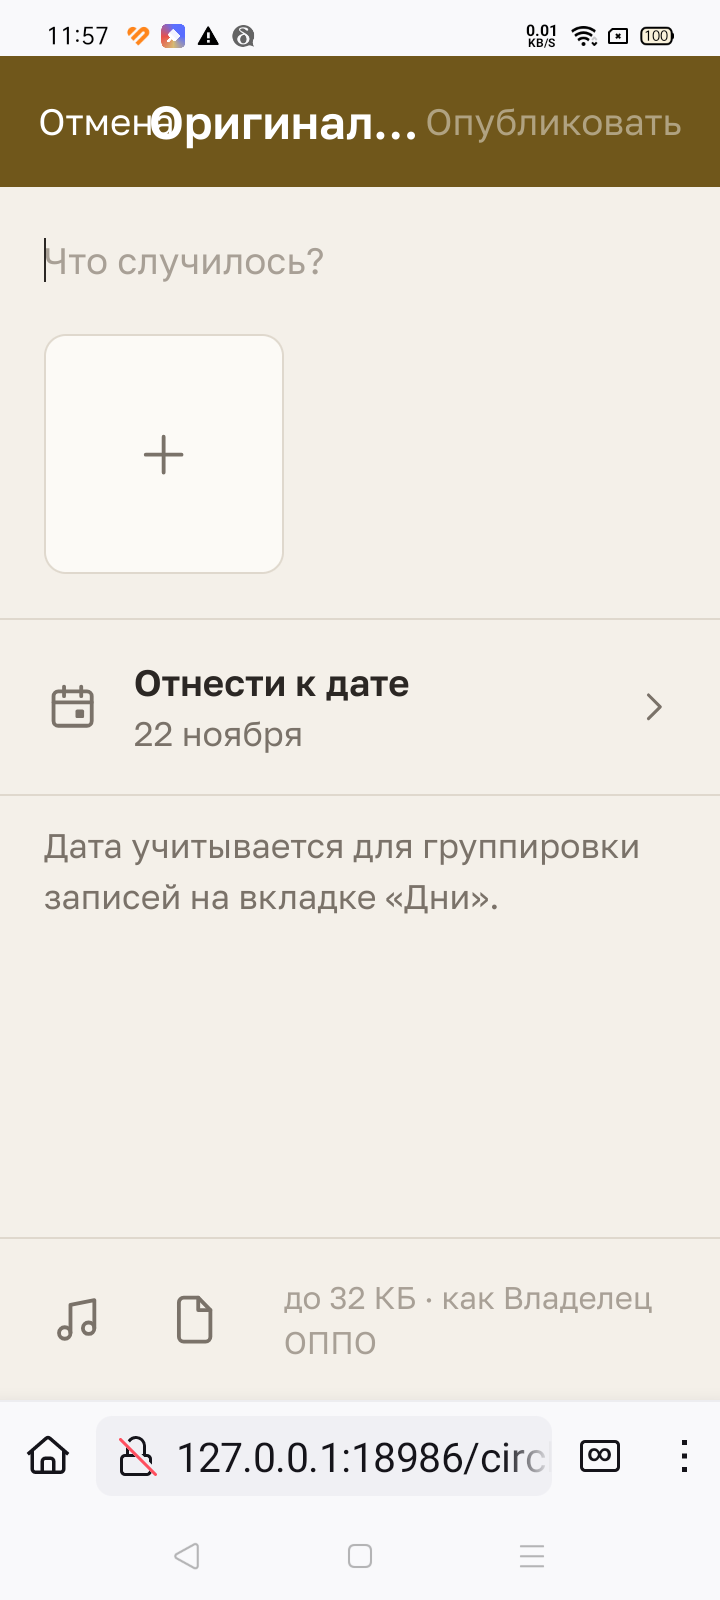 11:57
0.01
KB/S
100
Отмена
Оригинал...
Опубликовать
Что случилось?
Отнести к дате
22 ноября
Дата учитывается для группировки
записей на вкладке «Дни».
до 32 КБ · как Владелец
ОППО
127.0.0.1:18986/circ